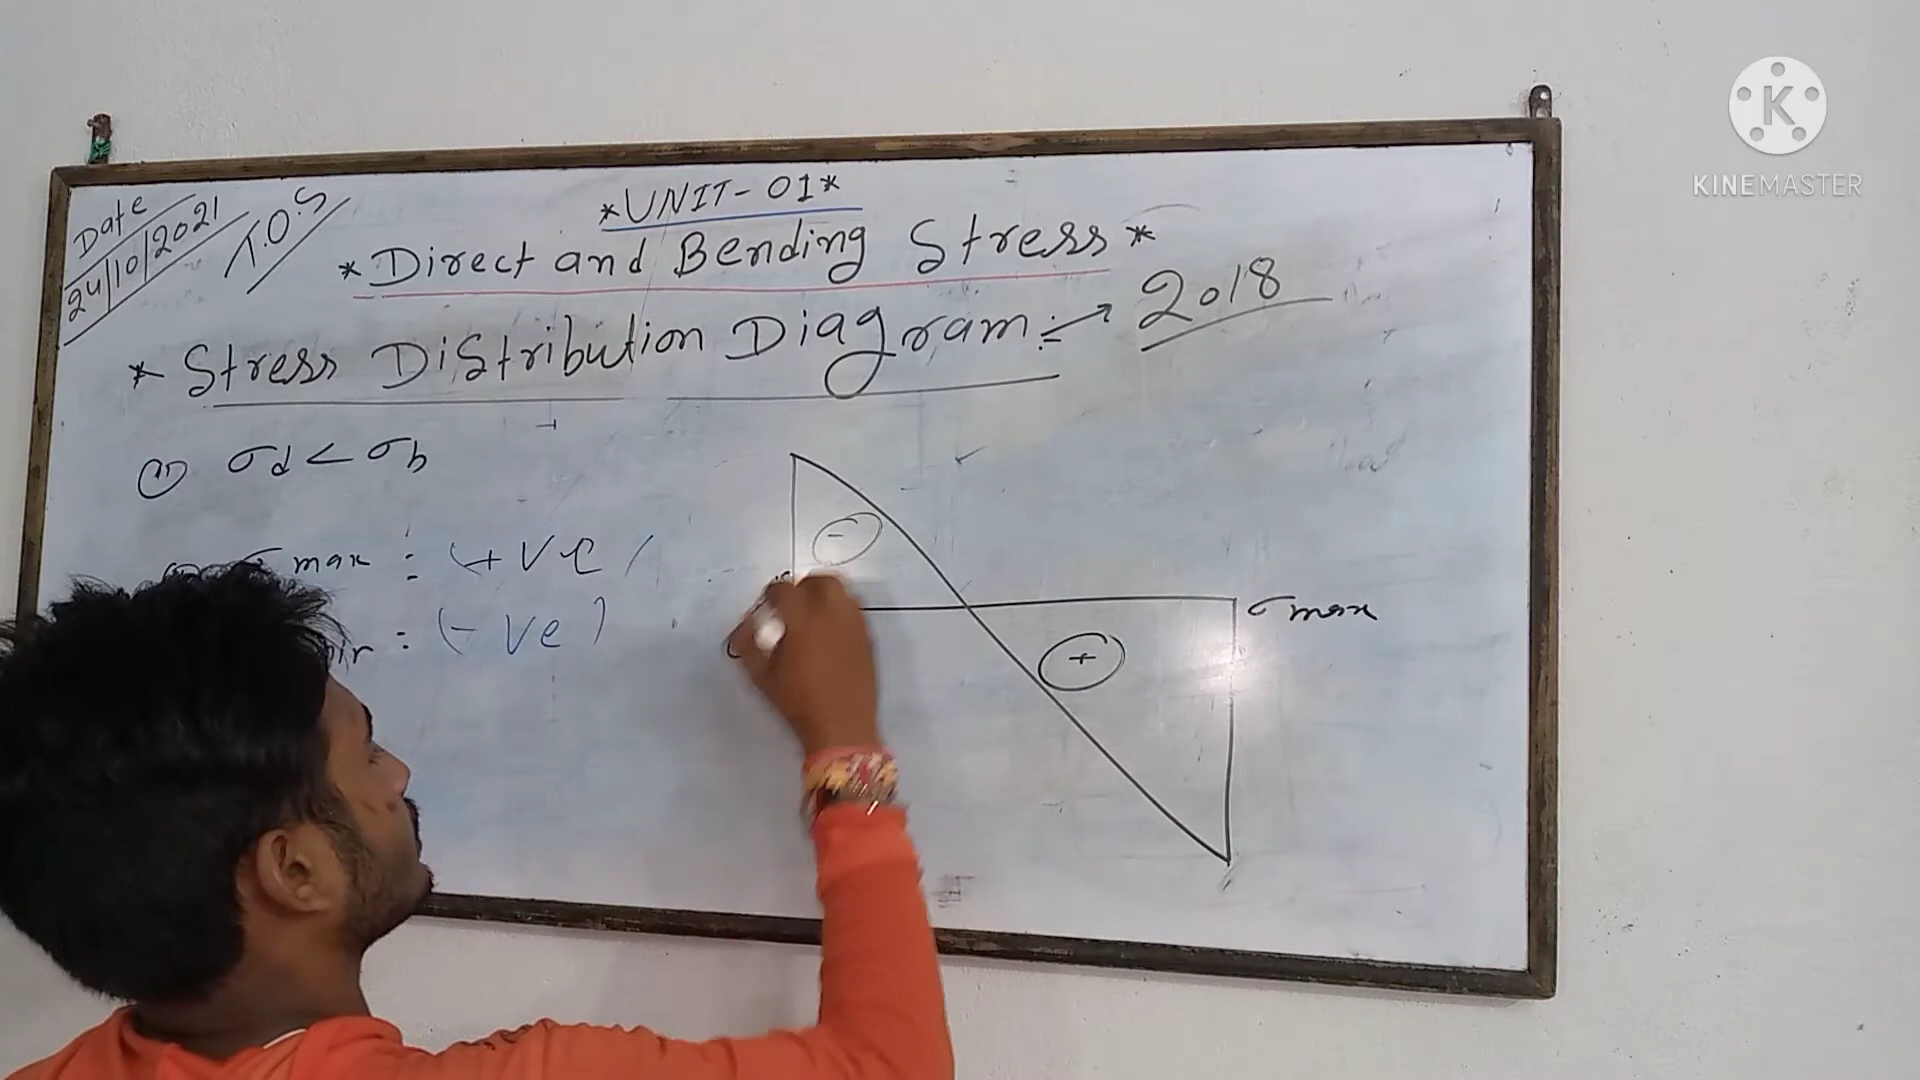 Date
24/10/2021
T.O.S
*UNIT-01*
*Direct and Bending Stress*
* Stress Distribution Diagram:- → 2018
σd < σb
σ max : (+ve)
: (-ve)
-
σmax
+
K
KINEMASTER